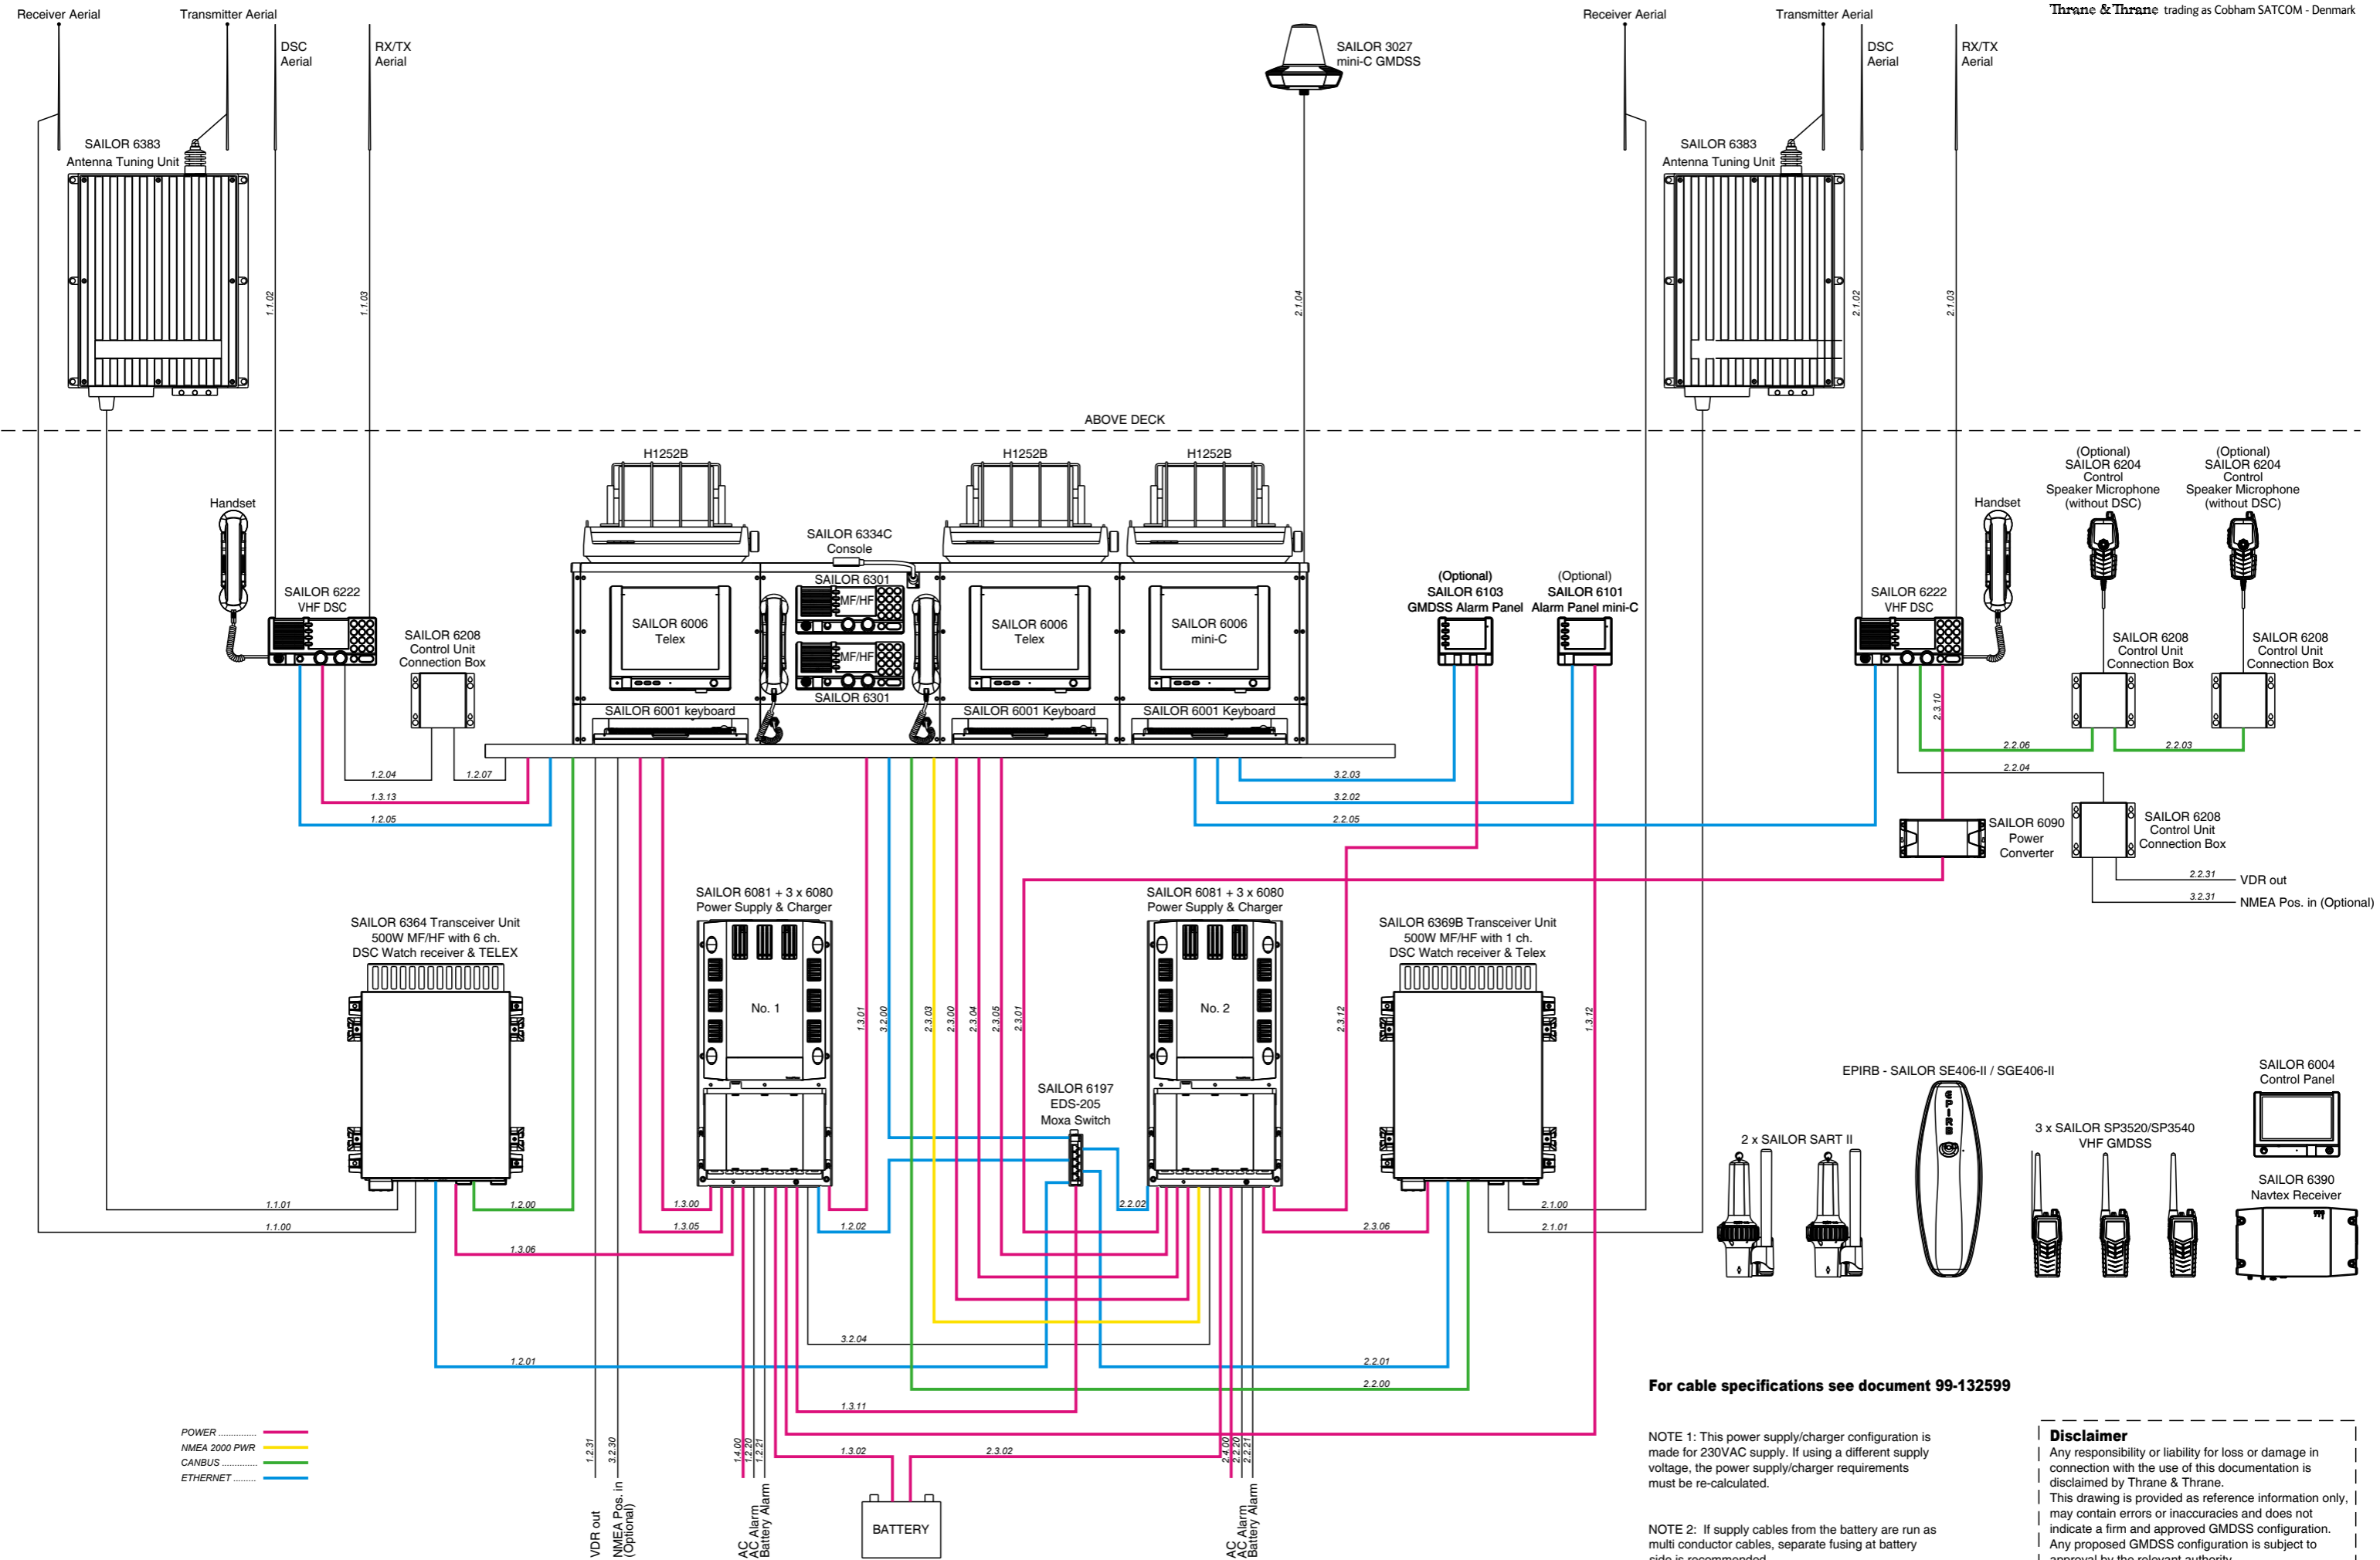 Thrane & Thrane trading as Cobham SATCOM - Denmark
Receiver Aerial
Transmitter Aerial
DSC
Aerial
RX/TX
Aerial
SAILOR 3027
mini-C GMDSS
Receiver Aerial
Transmitter Aerial
DSC
Aerial
RX/TX
Aerial
SAILOR 6383
Antenna Tuning Unit
SAILOR 6383
Antenna Tuning Unit
1.1.02
1.1.03
2.1.04
2.1.02
2.1.03
ABOVE DECK
H1252B
H1252B
H1252B
Handset
SAILOR 6334C
Console
SAILOR 6222
VHF DSC
SAILOR 6208
Control Unit
Connection Box
SAILOR 6006
Telex
SAILOR 6301
MF/HF
MF/HF
SAILOR 6301
SAILOR 6006
Telex
SAILOR 6006
mini-C
SAILOR 6001 keyboard
SAILOR 6001 Keyboard
SAILOR 6001 Keyboard
(Optional)
SAILOR 6103
GMDSS Alarm Panel
(Optional)
SAILOR 6101
Alarm Panel mini-C
SAILOR 6222
VHF DSC
Handset
(Optional)
SAILOR 6204
Control
Speaker Microphone
(without DSC)
(Optional)
SAILOR 6204
Control
Speaker Microphone
(without DSC)
SAILOR 6208
Control Unit
Connection Box
SAILOR 6208
Control Unit
Connection Box
2.3.10
2.2.06
2.2.03
2.2.04
1.2.04
1.2.07
1.3.13
1.2.05
3.2.03
3.2.02
2.2.05
SAILOR 6090
Power
Converter
SAILOR 6208
Control Unit
Connection Box
2.2.31
VDR out
3.2.31
NMEA Pos. in (Optional)
SAILOR 6364 Transceiver Unit
500W MF/HF with 6 ch.
DSC Watch receiver & TELEX
SAILOR 6081 + 3 x 6080
Power Supply & Charger
No. 1
SAILOR 6081 + 3 x 6080
Power Supply & Charger
No. 2
SAILOR 6369B Transceiver Unit
500W MF/HF with 1 ch.
DSC Watch receiver & Telex
1.3.01
3.2.00
2.3.03
2.3.00
2.3.04
2.3.05
2.3.01
2.3.12
1.3.12
SAILOR 6197
EDS-205
Moxa Switch
EPIRB - SAILOR SE406-II / SGE406-II
EPIRB
2 x SAILOR SART II
3 x SAILOR SP3520/SP3540
VHF GMDSS
SAILOR 6004
Control Panel
SAILOR 6390
Navtex Receiver
1.1.01
1.1.00
1.2.00
1.3.00
1.3.05
1.3.06
1.2.02
2.2.02
2.3.06
2.1.00
2.1.01
3.2.04
1.2.01
2.2.01
2.2.00
1.3.11
1.3.02
2.3.02
POWER ..............
NMEA 2000 PWR
CANBUS .............
ETHERNET .........
1.2.31
3.2.30
1.4.00
1.2.20
1.2.21
2.4.00
2.2.20
2.2.21
VDR out
NMEA Pos. in
(Optional)
AC
AC Alarm
Battery Alarm
BATTERY
AC
AC Alarm
Battery Alarm
For cable specifications see document 99-132599
NOTE 1: This power supply/charger configuration is
made for 230VAC supply. If using a different supply
voltage, the power supply/charger requirements
must be re-calculated.
NOTE 2: If supply cables from the battery are run as
multi conductor cables, separate fusing at battery
side is recommended
Disclaimer
Any responsibility or liability for loss or damage in
connection with the use of this documentation is
disclaimed by Thrane & Thrane.
This drawing is provided as reference information only,
may contain errors or inaccuracies and does not
indicate a firm and approved GMDSS configuration.
Any proposed GMDSS configuration is subject to
approval by the relevant authority